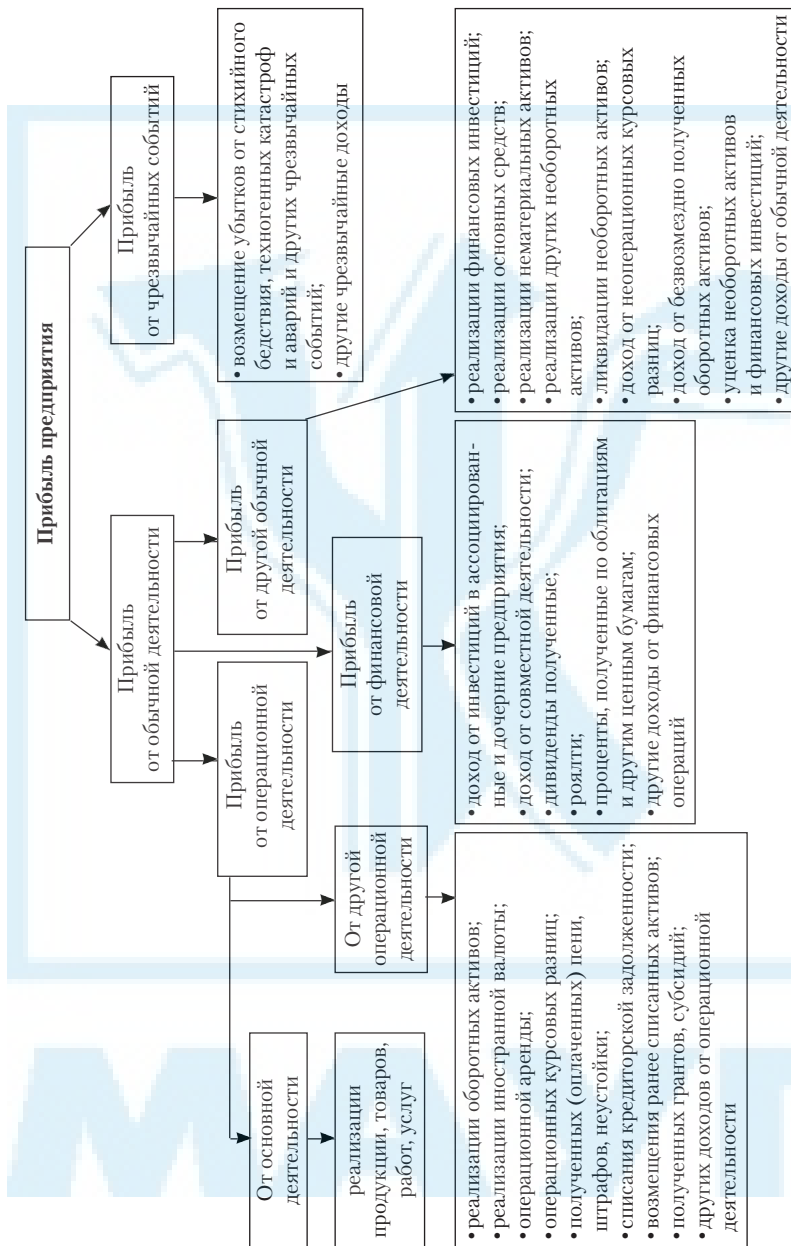 Прибыль предприятия
Прибыль
от обычной деятельности
Прибыль
от чрезвычайных событий
Прибыль
от операционной
деятельности
Прибыль
от другой обычной
деятельности
• возмещение убытков от стихийного
бедствия, техногенных катастроф
и аварий и других чрезвычайных
событий;
• другие чрезвычайные доходы
От основной
деятельности
От другой
операционной
деятельности
Прибыль
от финансовой
деятельности
реализации
продукции, товаров,
работ, услуг
• реализации оборотных активов;
• реализации иностранной валюты;
• операционной аренды;
• операционных курсовых разниц;
• полученных (оплаченных) пени,
штрафов, неустойки;
• списания кредиторской задолженности;
• возмещения ранее списанных активов;
• полученных грантов, субсидий;
• других доходов от операционной
деятельности
• доход от инвестиций в ассоциирован-
ные и дочерние предприятия;
• доход от совместной деятельности;
• дивиденды полученные;
• роялти;
• проценты, полученные по облигациям
и другим ценным бумагам;
• другие доходы от финансовых
операций
• реализации финансовых инвестиций;
• реализации основных средств;
• реализации нематериальных активов;
• реализации других необоротных
активов;
• ликвидации необоротных активов;
• доход от неоперационных курсовых
разниц;
• доход от безвозмездно полученных
оборотных активов;
• уценка необоротных активов
и финансовых инвестиций;
• другие доходы от обычной деятельности
МАУП